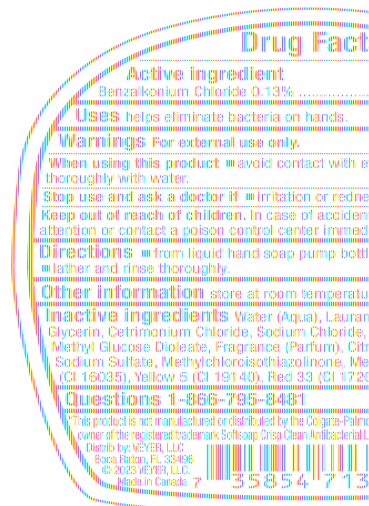 Drug Fact
Active ingredient
Benzalkonium Chloride 0.13% ................
Uses helps eliminate bacteria on hands.
Warnings For external use only.
When using this product ■ avoid contact with e
thoroughly with water.
Stop use and ask a doctor if ■ irritation or redne
Keep out of reach of children. In case of acciden
attention or contact a poison control center immed
Directions ■ from liquid hand soap pump bottl
■ lather and rinse thoroughly.
Other information store at room temperatu
Inactive ingredients Water (Aqua), Lauram
Glycerin, Cetrimonium Chloride, Sodium Chloride,
Methyl Glucose Dioleate, Fragrance (Parfum), Citr
Sodium Sulfate, Methylchloroisothiazolinone, Me
(CI 16035), Yellow 5 (CI 19140), Red 33 (CI 1720
Questions 1-866-795-8481
*This product is not manufactured or distributed by the Colgate-Palmo
owner of the registered trademark Softsoap Crisp Clean Antibacterial L
Distrib by: VEYER, LLC
Boca Raton, FL 33496
© 2023 VEYER, LLC.
Made in Canada
7 35854 713